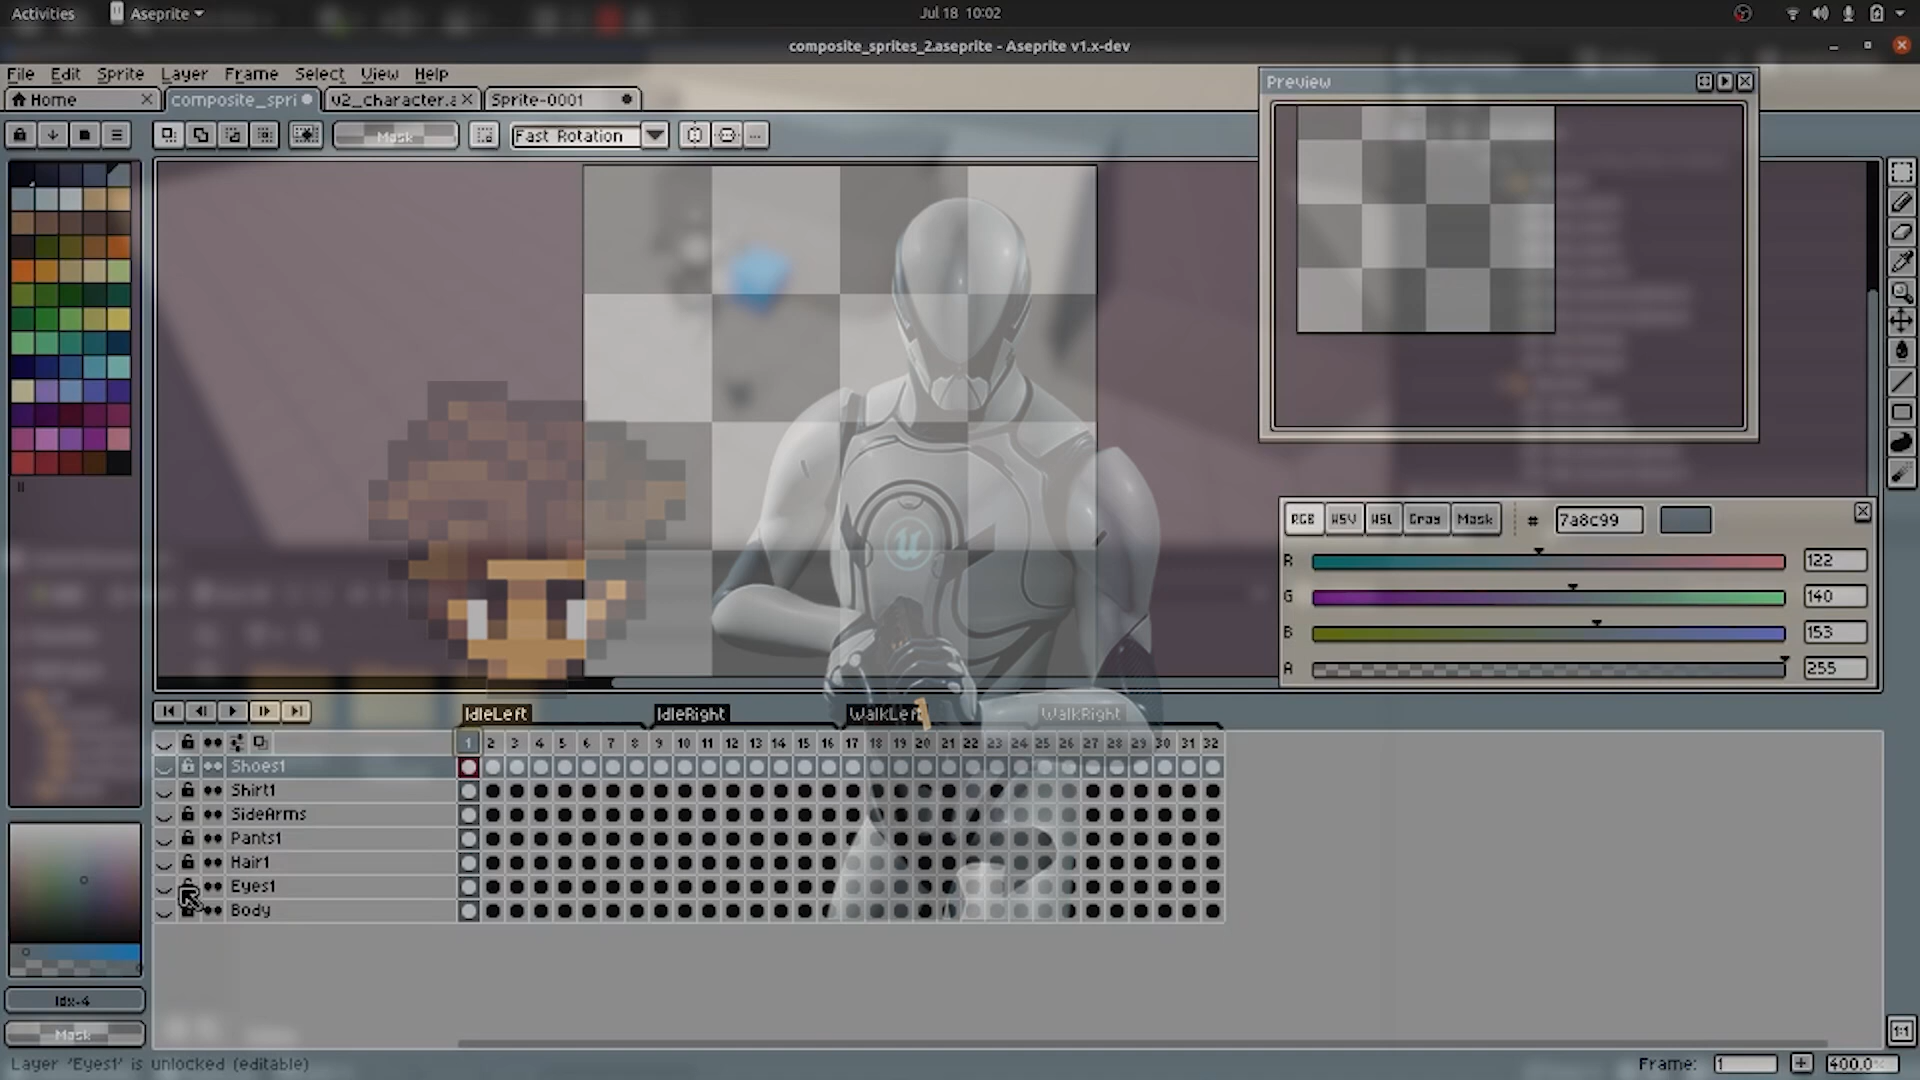 Activities Aseprite Jul 18 10:02
composite_sprites_2.aseprite - Aseprite v1.x-dev
File Edit Sprite Layer Frame Select View Help
Home composite_spri v2_character.a Sprite-0001
Mask Fast Rotation
Preview
RGB HSV HSL Gray Mask # 7a8c99
R 122
G 140
B 153
A 255
IdleLeft IdleRight WalkLeft WalkRight
1 2 3 4 5 6 7 8 9 10 11 12 13 14 15 16 17 18 19 20 21 22 23 24 25 26 27 28 29 30 31 32
Shoes1
Shirt1
SideArms
Pants1
Hair1
Eyes1
Body
Idx-4
Mask
1:1
Layer 'Eyes1' is unlocked (editable)
Frame: 1 + 400.0